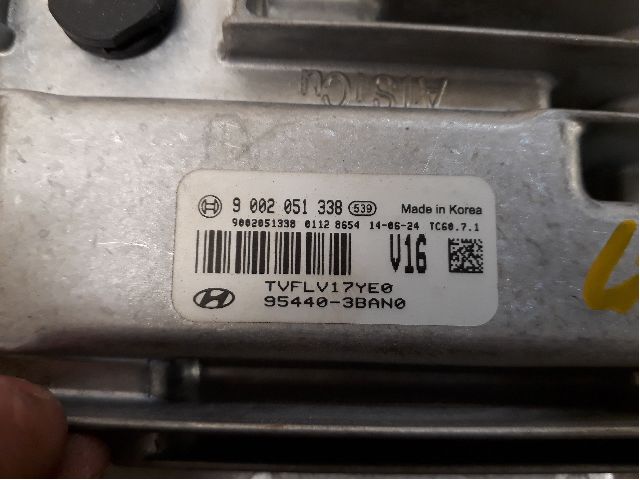 AlSiCu
9 002 051 338 539 Made in Korea
9002051338 0112 8654 14-06-24 TC60.7.1
V16
TVFLV17YE0
95440-3BAN0